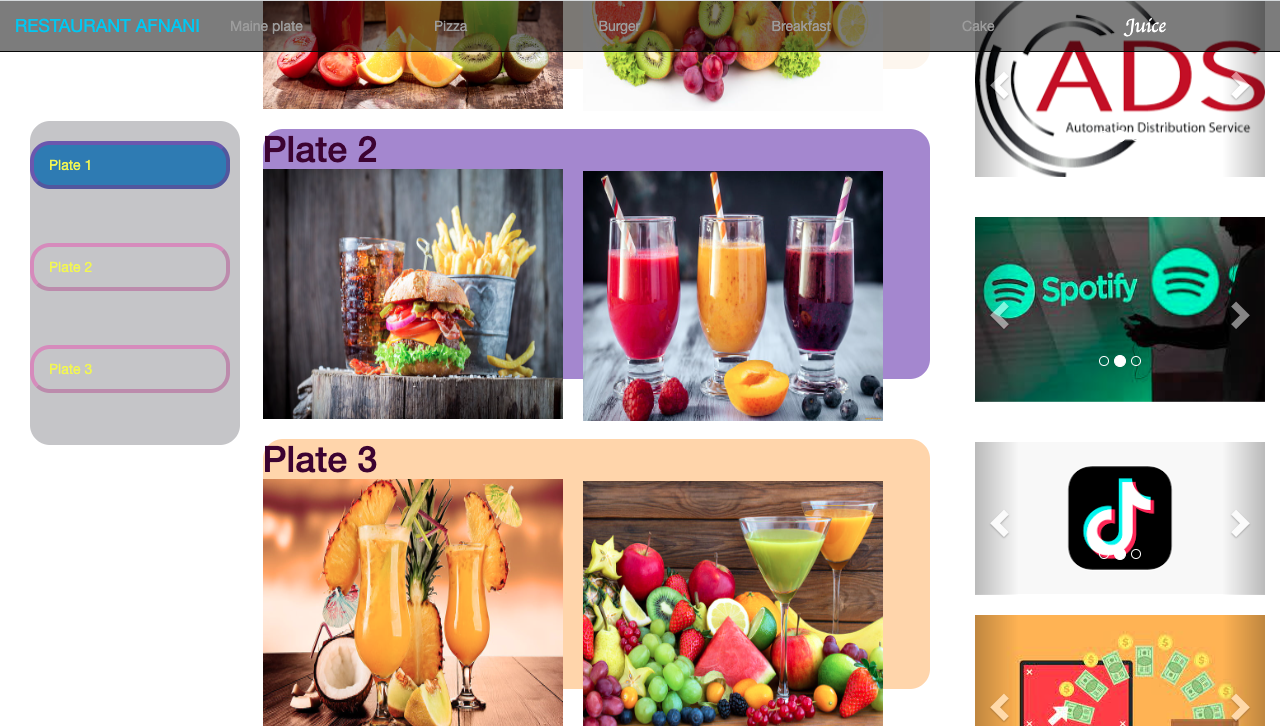 RESTAURANT AFNANI
Maine plate
Pizza
Burger
Breakfast
Cake
Juice
Plate 1
Plate 2
Plate 3
Plate 2
Plate 3
ADS
Automation Distribution Service
Spotify